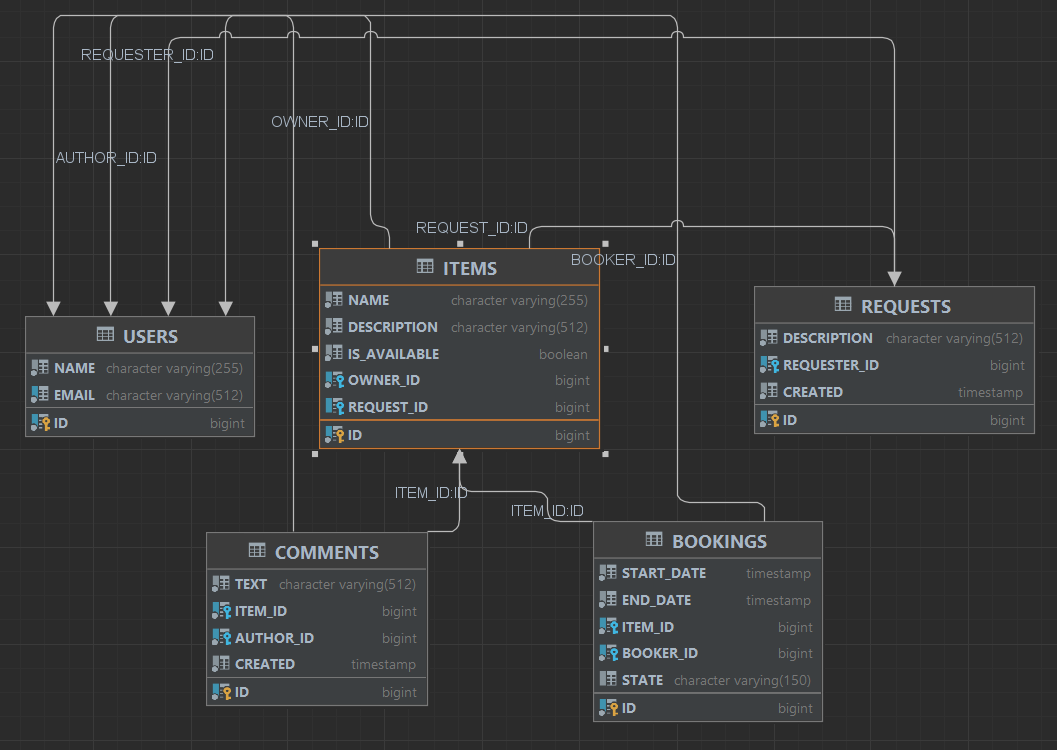 REQUESTER_ID:ID
OWNER_ID:ID
AUTHOR_ID:ID
REQUEST_ID:ID
BOOKER_ID:ID
USERS
NAME character varying(255)
EMAIL character varying(512)
ID bigint
ITEMS
NAME character varying(255)
DESCRIPTION character varying(512)
IS_AVAILABLE boolean
OWNER_ID bigint
REQUEST_ID bigint
ID bigint
REQUESTS
DESCRIPTION character varying(512)
REQUESTER_ID bigint
CREATED timestamp
ID bigint
ITEM_ID:ID
ITEM_ID:ID
COMMENTS
TEXT character varying(512)
ITEM_ID bigint
AUTHOR_ID bigint
CREATED timestamp
ID bigint
BOOKINGS
START_DATE timestamp
END_DATE timestamp
ITEM_ID bigint
BOOKER_ID bigint
STATE character varying(150)
ID bigint